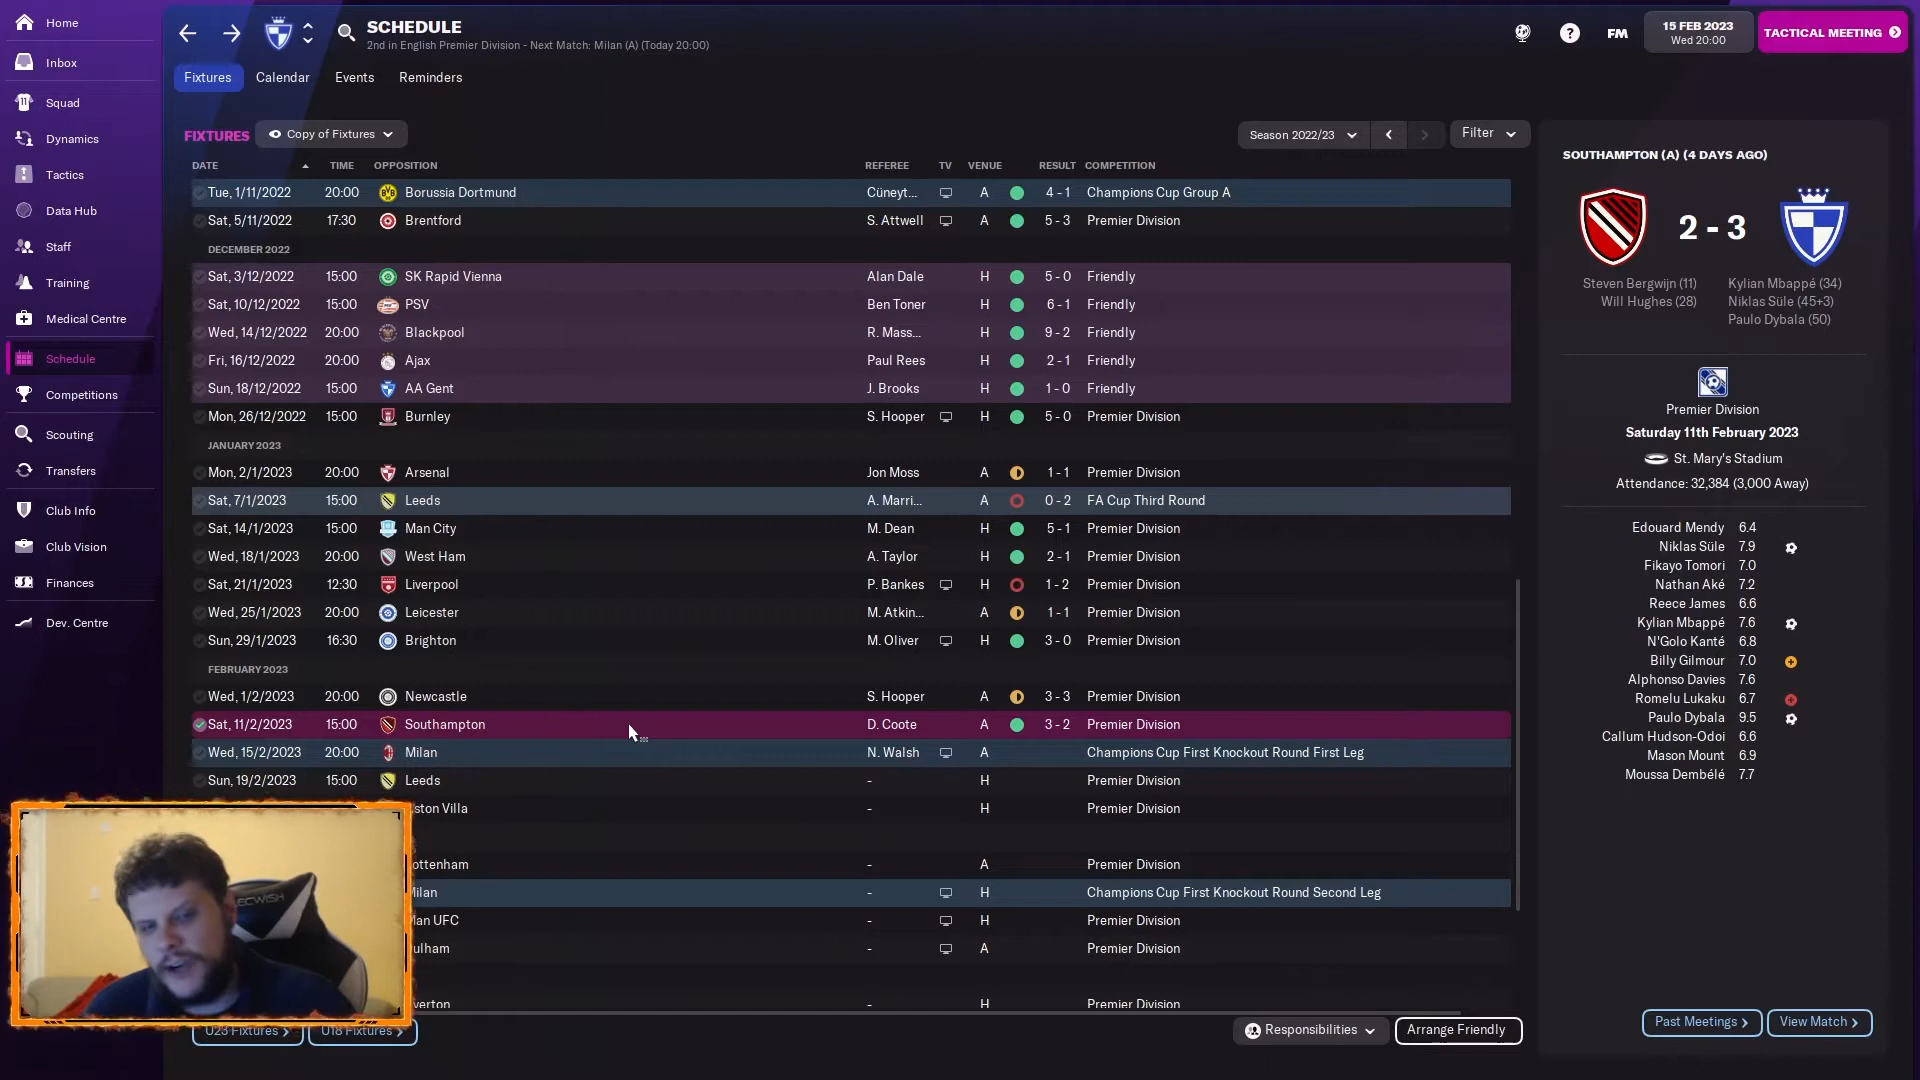 Home
Inbox
Squad
Dynamics
Tactics
Data Hub
Staff
Training
Medical Centre
Schedule
Competitions
Scouting
Transfers
Club Info
Club Vision
Finances
Dev. Centre
SCHEDULE
2nd in English Premier Division - Next Match: Milan (A) (Today 20:00)
FM
15 FEB 2023
Wed 20:00
TACTICAL MEETING
Fixtures Calendar Events Reminders
FIXTURES Copy of Fixtures Season 2022/23 Filter
DATE TIME OPPOSITION REFEREE TV VENUE RESULT COMPETITION
Tue, 1/11/2022 20:00 Borussia Dortmund Cüneyt... A 4 - 1 Champions Cup Group A
Sat, 5/11/2022 17:30 Brentford S. Attwell A 5 - 3 Premier Division
DECEMBER 2022
Sat, 3/12/2022 15:00 SK Rapid Vienna Alan Dale H 5 - 0 Friendly
Sat, 10/12/2022 15:00 PSV Ben Toner H 6 - 1 Friendly
Wed, 14/12/2022 20:00 Blackpool R. Mass... H 9 - 2 Friendly
Fri, 16/12/2022 20:00 Ajax Paul Rees H 2 - 1 Friendly
Sun, 18/12/2022 15:00 AA Gent J. Brooks H 1 - 0 Friendly
Mon, 26/12/2022 15:00 Burnley S. Hooper H 5 - 0 Premier Division
JANUARY 2023
Mon, 2/1/2023 20:00 Arsenal Jon Moss A 1 - 1 Premier Division
Sat, 7/1/2023 15:00 Leeds A. Marri... A 0 - 2 FA Cup Third Round
Sat, 14/1/2023 15:00 Man City M. Dean H 5 - 1 Premier Division
Wed, 18/1/2023 20:00 West Ham A. Taylor H 2 - 1 Premier Division
Sat, 21/1/2023 12:30 Liverpool P. Bankes H 1 - 2 Premier Division
Wed, 25/1/2023 20:00 Leicester M. Atkin... A 1 - 1 Premier Division
Sun, 29/1/2023 16:30 Brighton M. Oliver H 3 - 0 Premier Division
FEBRUARY 2023
Wed, 1/2/2023 20:00 Newcastle S. Hooper A 3 - 3 Premier Division
Sat, 11/2/2023 15:00 Southampton D. Coote A 3 - 2 Premier Division
Wed, 15/2/2023 20:00 Milan N. Walsh A Champions Cup First Knockout Round First Leg
Sun, 19/2/2023 15:00 Leeds - H Premier Division
ston Villa - H Premier Division
ottenham - A Premier Division
Milan - H Champions Cup First Knockout Round Second Leg
Man UFC - H Premier Division
ulham - A Premier Division
verton - H Premier Division
U23 Fixtures U18 Fixtures Responsibilities Arrange Friendly
SOUTHAMPTON (A) (4 DAYS AGO)
2 - 3
Steven Bergwijn (11) Kylian Mbappé (34)
Will Hughes (28) Niklas Süle (45+3)
Paulo Dybala (50)
Premier Division
Saturday 11th February 2023
St. Mary's Stadium
Attendance: 32,384 (3,000 Away)
Edouard Mendy 6.4
Niklas Süle 7.9
Fikayo Tomori 7.0
Nathan Aké 7.2
Reece James 6.6
Kylian Mbappé 7.6
N'Golo Kanté 6.8
Billy Gilmour 7.0
Alphonso Davies 7.6
Romelu Lukaku 6.7
Paulo Dybala 9.5
Callum Hudson-Odoi 6.6
Mason Mount 6.9
Moussa Dembélé 7.7
Past Meetings View Match